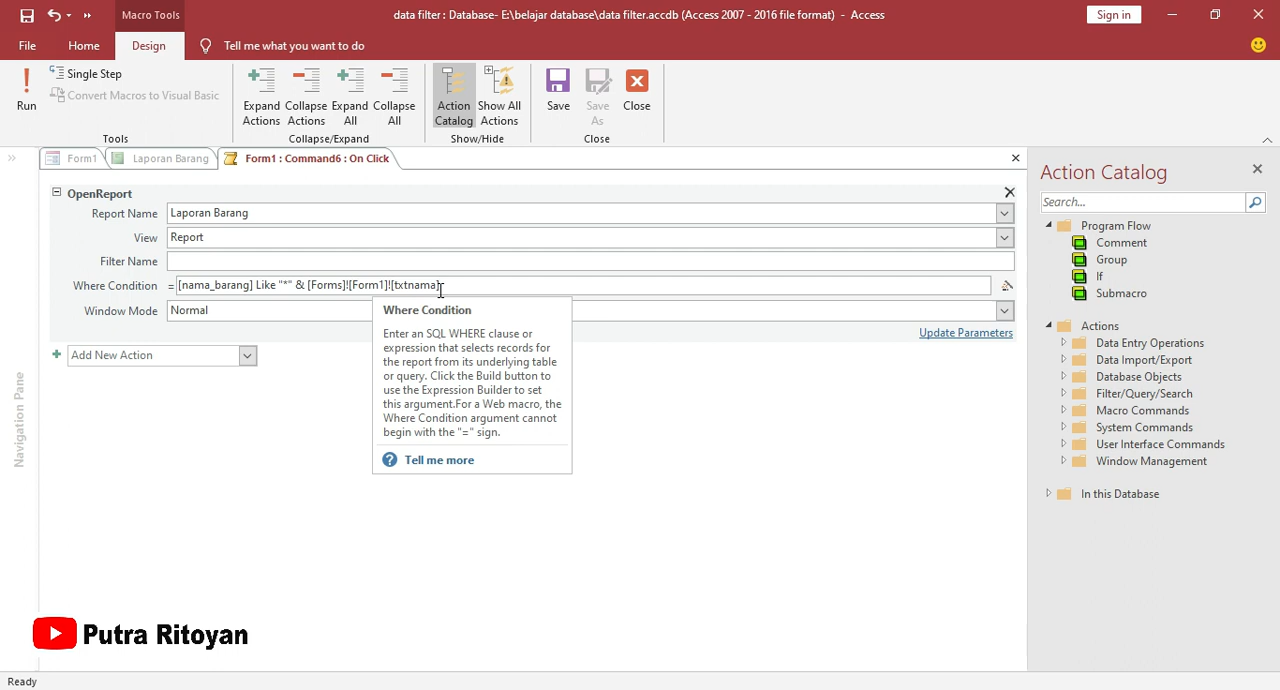 Macro Tools
data filter : Database- E:\belajar database\data filter.accdb (Access 2007 - 2016 file format) - Access
Sign in
File
Home
Design
Tell me what you want to do
Run
Single Step
Convert Macros to Visual Basic
Tools
Expand Actions
Collapse Actions
Expand All
Collapse All
Collapse/Expand
Action Catalog
Show All Actions
Show/Hide
Save
Save As
Close
Close
Form1
Laporan Barang
Form1 : Command6 : On Click
OpenReport
Report Name
Laporan Barang
View
Report
Filter Name
Where Condition
= [nama_barang] Like "*" & [Forms]![Form1]![txtnama]
Window Mode
Normal
Update Parameters
Add New Action
Where Condition
Enter an SQL WHERE clause or
expression that selects records for
the report from its underlying table
or query. Click the Build button to
use the Expression Builder to set
this argument.For a Web macro, the
Where Condition argument cannot
begin with the "=" sign.
Tell me more
Navigation Pane
Action Catalog
Search...
Program Flow
Comment
Group
If
Submacro
Actions
Data Entry Operations
Data Import/Export
Database Objects
Filter/Query/Search
Macro Commands
System Commands
User Interface Commands
Window Management
In this Database
Putra Ritoyan
Ready